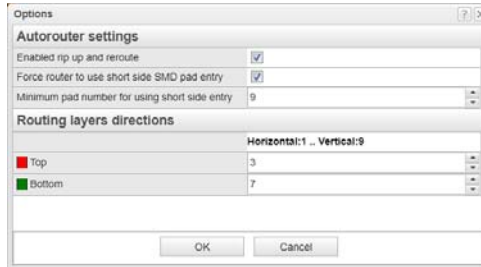 Options
Autorouter settings
Enabled rip up and reroute
Force router to use short side SMD pad entry
Minimum pad number for using short side entry 9
Routing layers directions
Horizontal:1 .. Vertical:9
Top 3
Bottom 7
OK Cancel